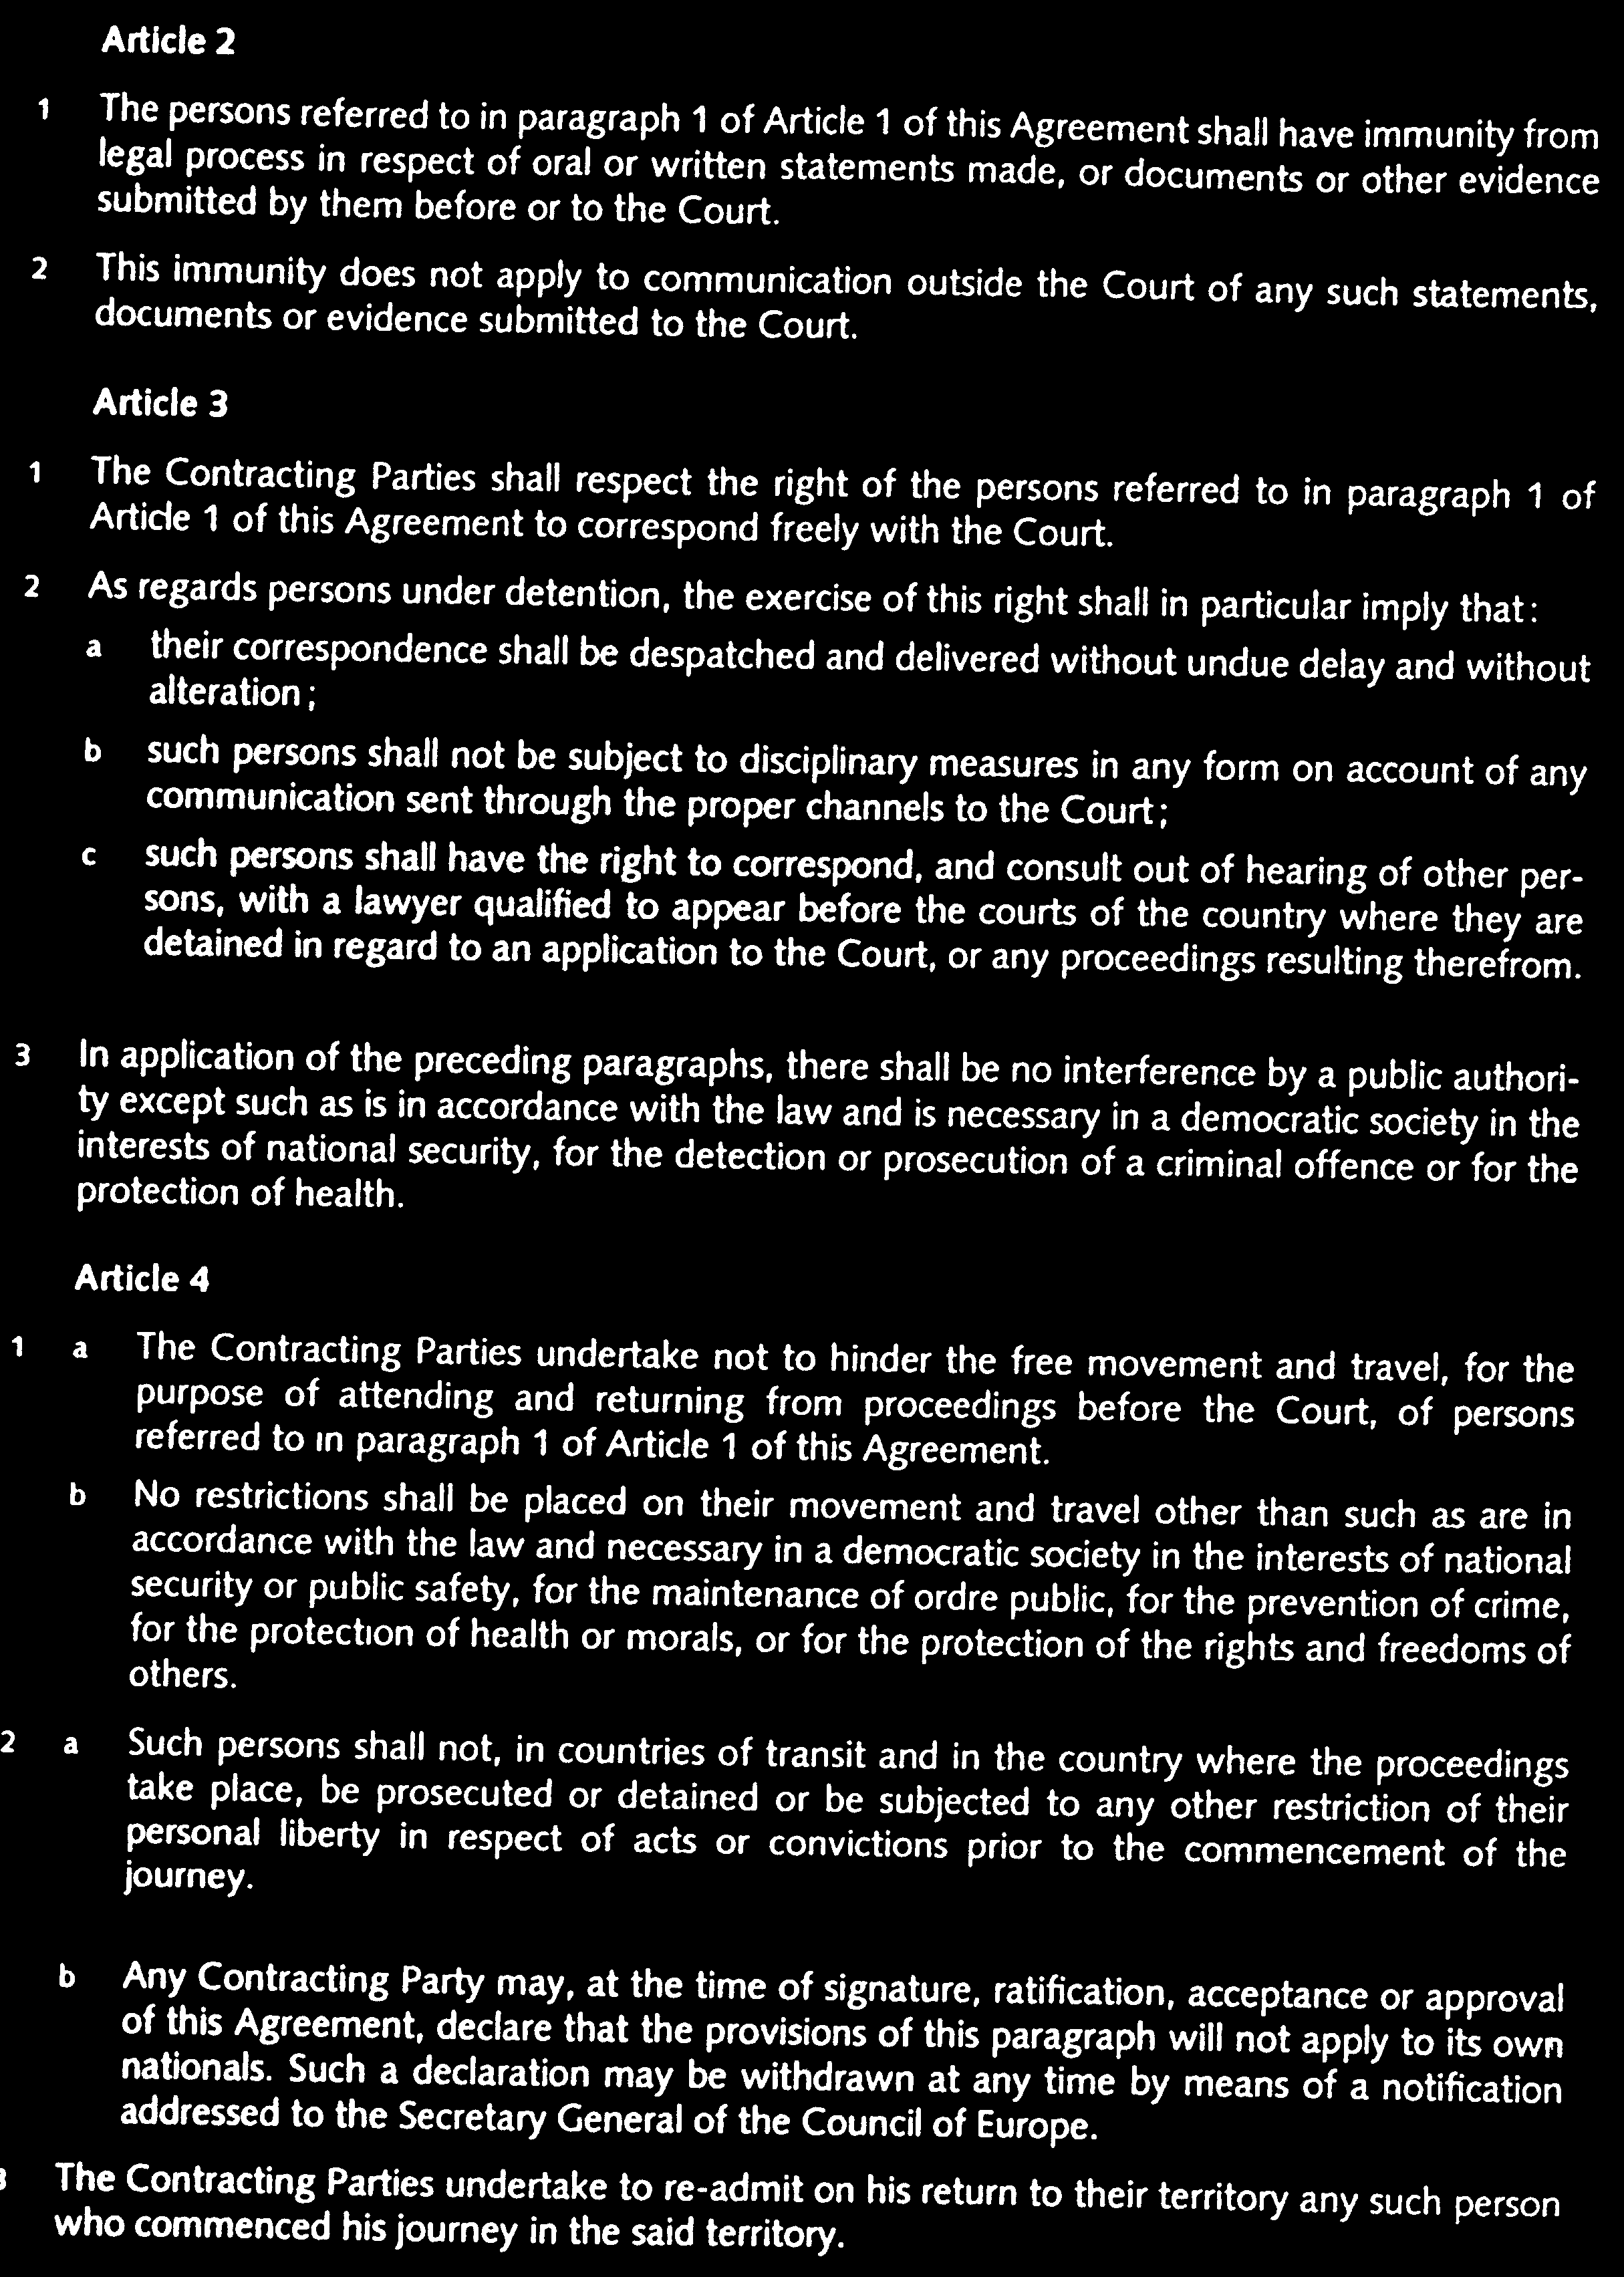 Article 2
1 The persons referred to in paragraph 1 of Article 1 of this Agreement shall have immunity from
legal process in respect of oral or written statements made, or documents or other evidence
submitted by them before or to the Court.
2 This immunity does not apply to communication outside the Court of any such statements,
documents or evidence submitted to the Court.
Article 3
1 The Contracting Parties shall respect the right of the persons referred to in paragraph 1 of
Article 1 of this Agreement to correspond freely with the Court.
2 As regards persons under detention, the exercise of this right shall in particular imply that:
a their correspondence shall be despatched and delivered without undue delay and without
alteration;
b such persons shall not be subject to disciplinary measures in any form on account of any
communication sent through the proper channels to the Court;
c such persons shall have the right to correspond, and consult out of hearing of other per-
sons, with a lawyer qualified to appear before the courts of the country where they are
detained in regard to an application to the Court, or any proceedings resulting therefrom.
3 In application of the preceding paragraphs, there shall be no interference by a public authori-
ty except such as is in accordance with the law and is necessary in a democratic society in the
interests of national security, for the detection or prosecution of a criminal offence or for the
protection of health.
Article 4
1 a The Contracting Parties undertake not to hinder the free movement and travel, for the
purpose of attending and returning from proceedings before the Court, of persons
referred to in paragraph 1 of Article 1 of this Agreement.
b No restrictions shall be placed on their movement and travel other than such as are in
accordance with the law and necessary in a democratic society in the interests of national
security or public safety, for the maintenance of ordre public, for the prevention of crime,
for the protection of health or morals, or for the protection of the rights and freedoms of
others.
2 a Such persons shall not, in countries of transit and in the country where the proceedings
take place, be prosecuted or detained or be subjected to any other restriction of their
personal liberty in respect of acts or convictions prior to the commencement of the
journey.
b Any Contracting Party may, at the time of signature, ratification, acceptance or approval
of this Agreement, declare that the provisions of this paragraph will not apply to its own
nationals. Such a declaration may be withdrawn at any time by means of a notification
addressed to the Secretary General of the Council of Europe.
3 The Contracting Parties undertake to re-admit on his return to their territory any such person
who commenced his journey in the said territory.